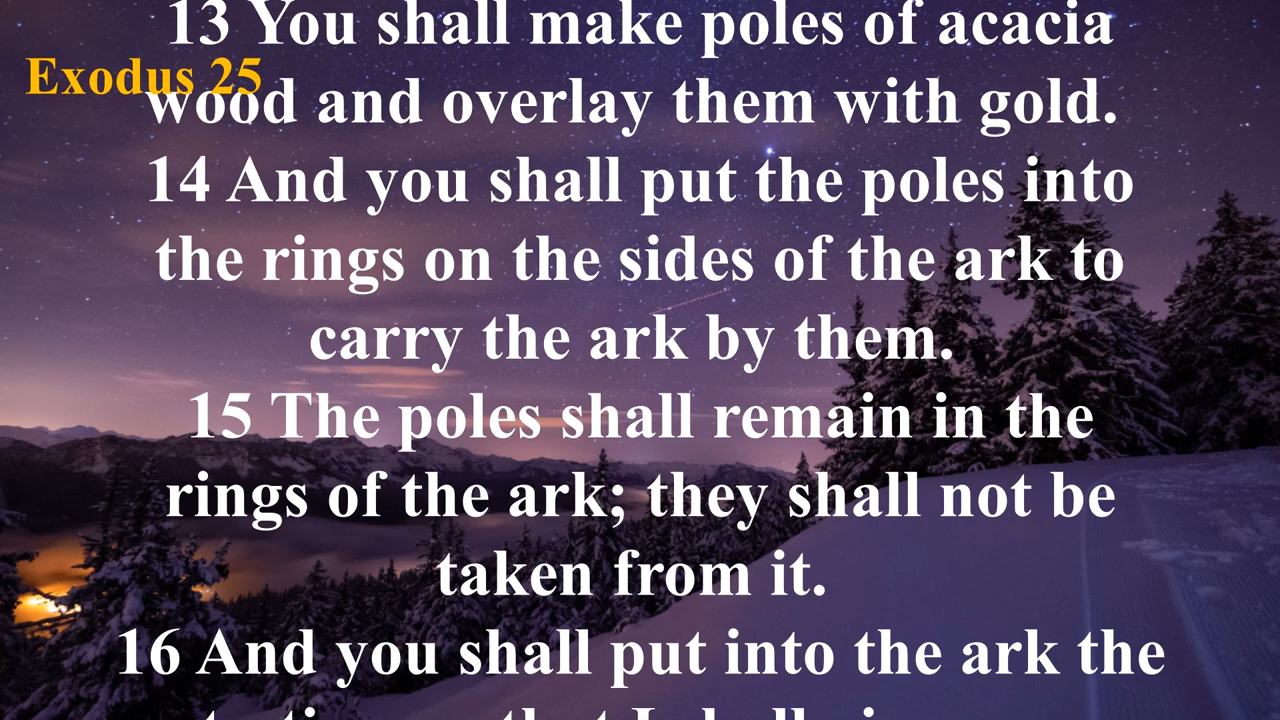 13 You shall make poles of acacia
Exodus 25
wood and overlay them with gold.
14 And you shall put the poles into
the rings on the sides of the ark to
carry the ark by them.
15 The poles shall remain in the
rings of the ark; they shall not be
taken from it.
16 And you shall put into the ark the